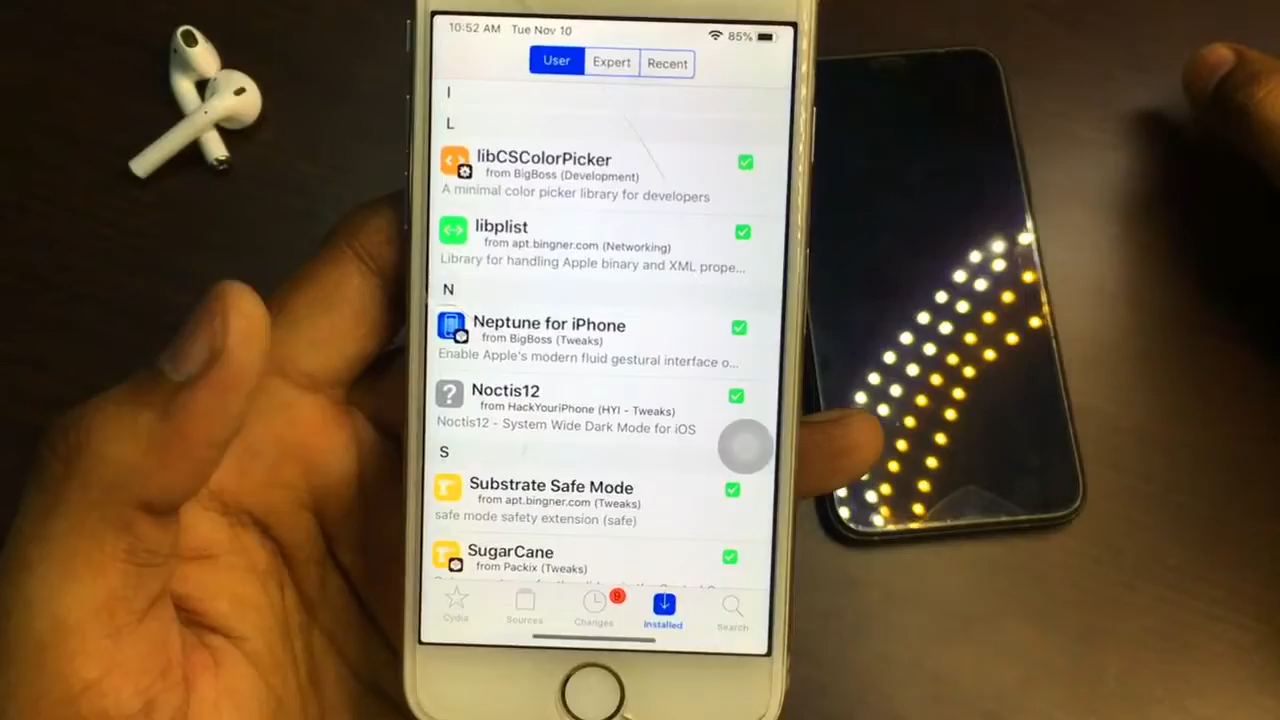 10:52 AM Tue Nov 10 85%
User Expert Recent
I
L
libCSColorPicker
from BigBoss (Development)
A minimal color picker library for developers
libplist
from apt.bingner.com (Networking)
Library for handling Apple binary and XML prope...
N
Neptune for iPhone
from BigBoss (Tweaks)
Enable Apple's modern fluid gestural interface o...
Noctis12
from HackYouriPhone (HYI - Tweaks)
Noctis12 - System Wide Dark Mode for iOS
S
Substrate Safe Mode
from apt.bingner.com (Tweaks)
safe mode safety extension (safe)
SugarCane
from Packix (Tweaks)
9
Cydia Sources Changes Installed Search